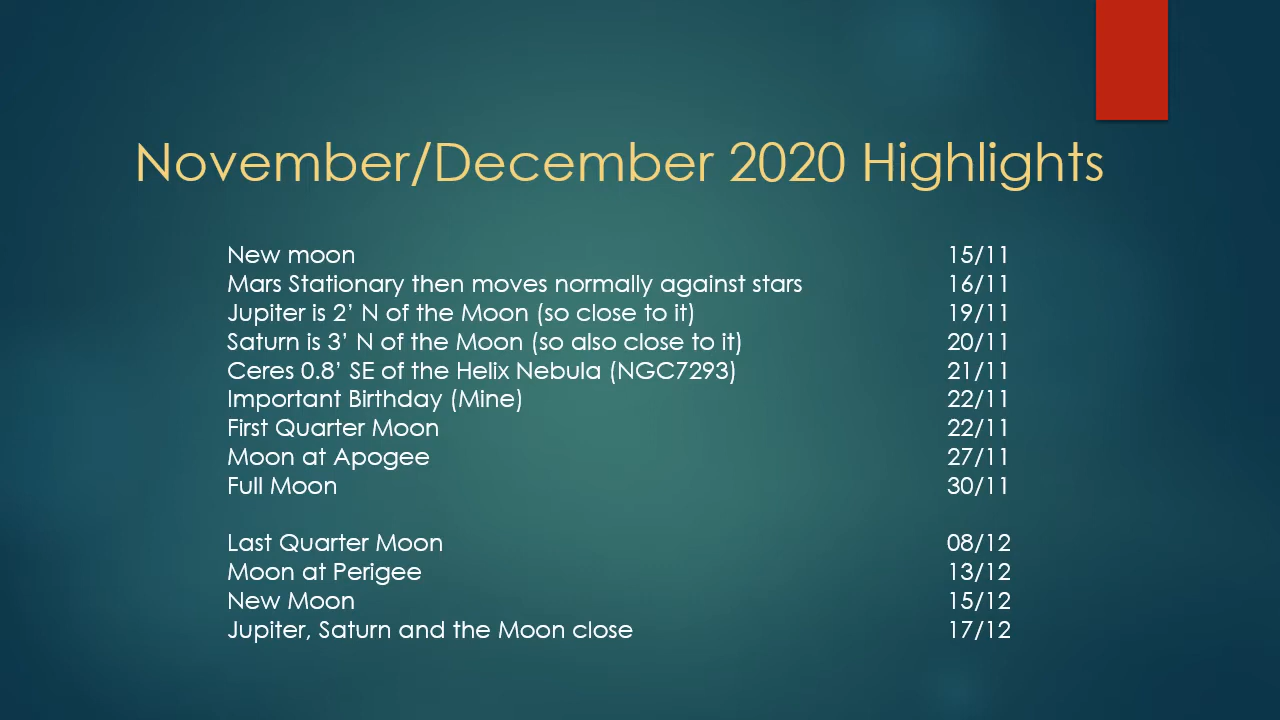 November/December 2020 Highlights
New moon 15/11
Mars Stationary then moves normally against stars 16/11
Jupiter is 2’ N of the Moon (so close to it) 19/11
Saturn is 3’ N of the Moon (so also close to it) 20/11
Ceres 0.8’ SE of the Helix Nebula (NGC7293) 21/11
Important Birthday (Mine) 22/11
First Quarter Moon 22/11
Moon at Apogee 27/11
Full Moon 30/11
Last Quarter Moon 08/12
Moon at Perigee 13/12
New Moon 15/12
Jupiter, Saturn and the Moon close 17/12